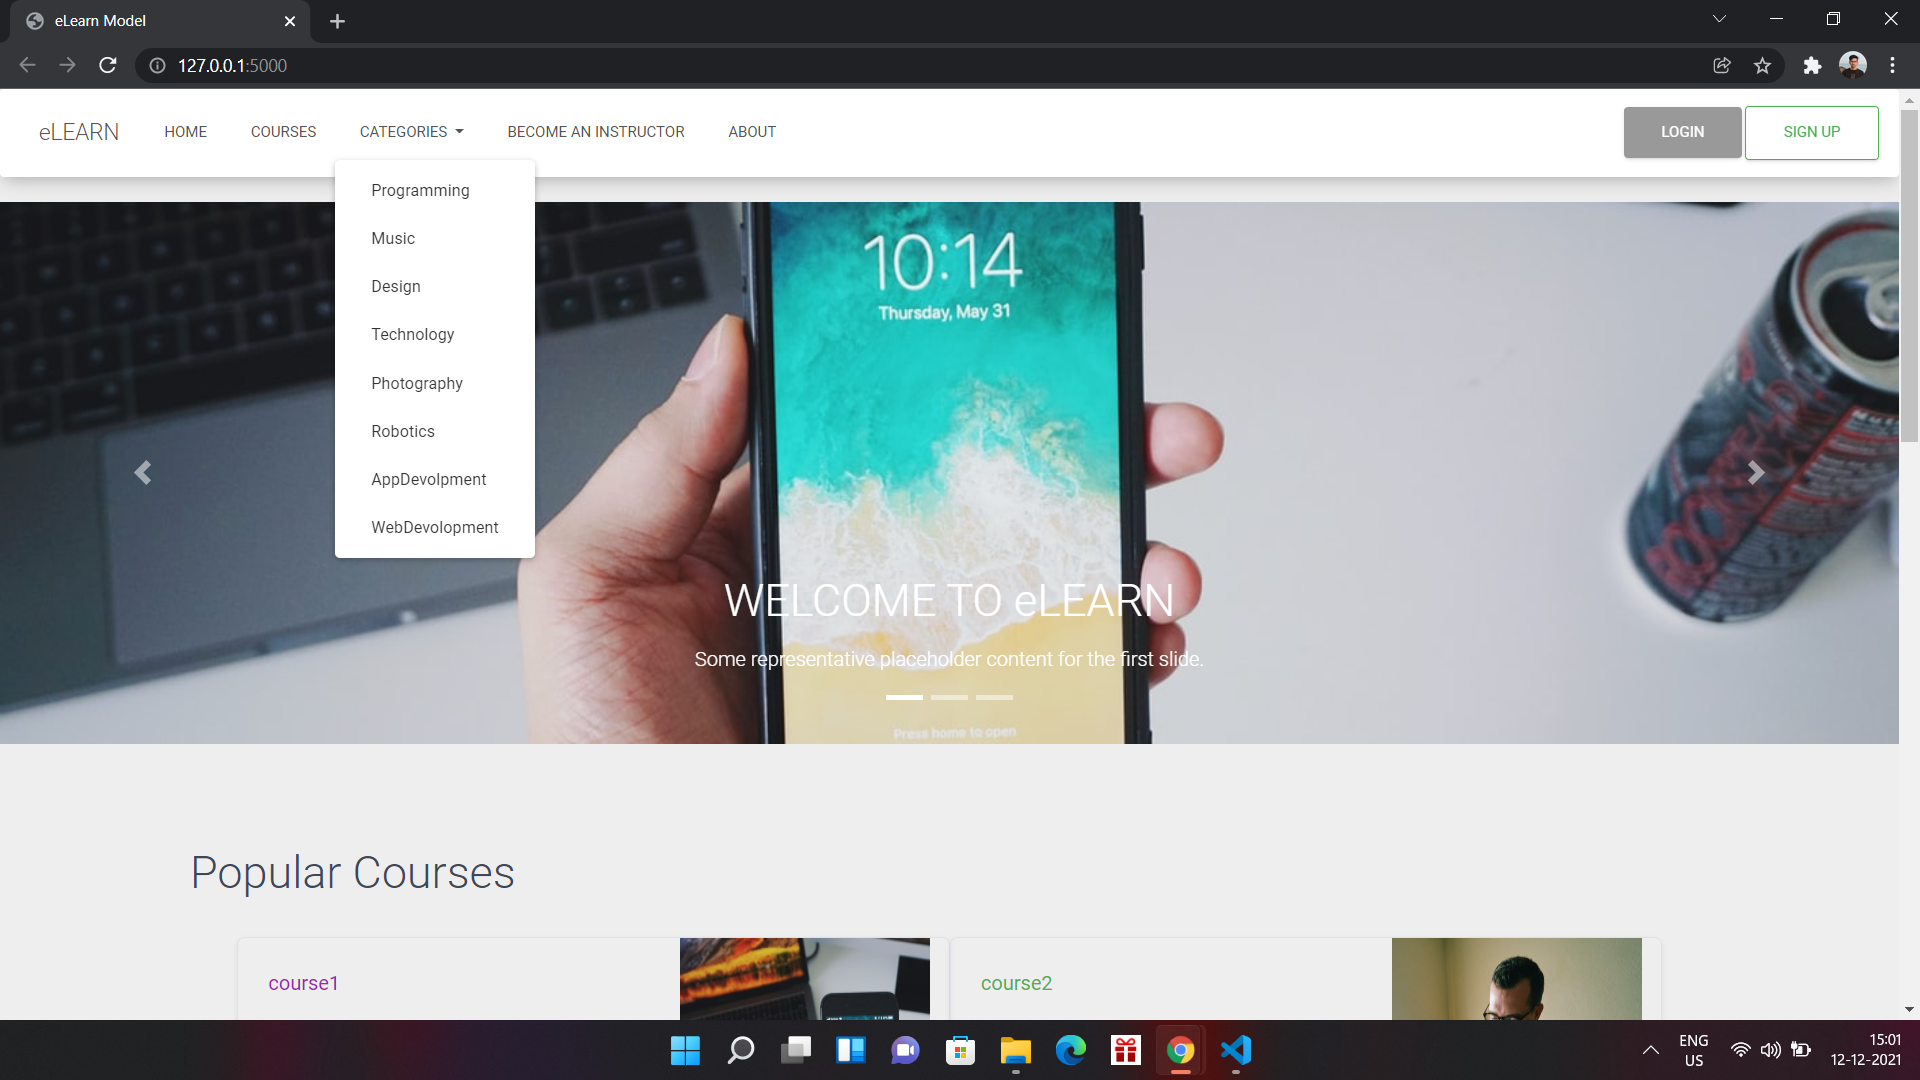 eLearn Model
127.0.0.1:5000
eLEARN HOME COURSES CATEGORIES BECOME AN INSTRUCTOR ABOUT LOGIN SIGN UP
Programming
Music
Design
Technology
Photography
Robotics
AppDevolpment
WebDevolopment
10:14
Thursday, May 31
WELCOME TO eLEARN
Some representative placeholder content for the first slide.
Press home to open
Popular Courses
course1
course2
ENG
US
15:01
12-12-2021